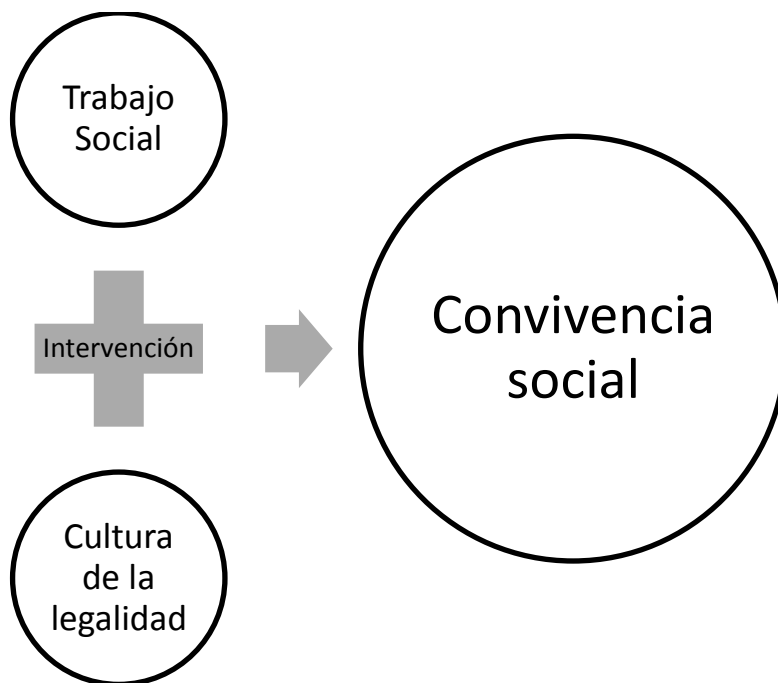 Trabajo
Social
Intervención
Convivencia
social
Cultura
de la
legalidad